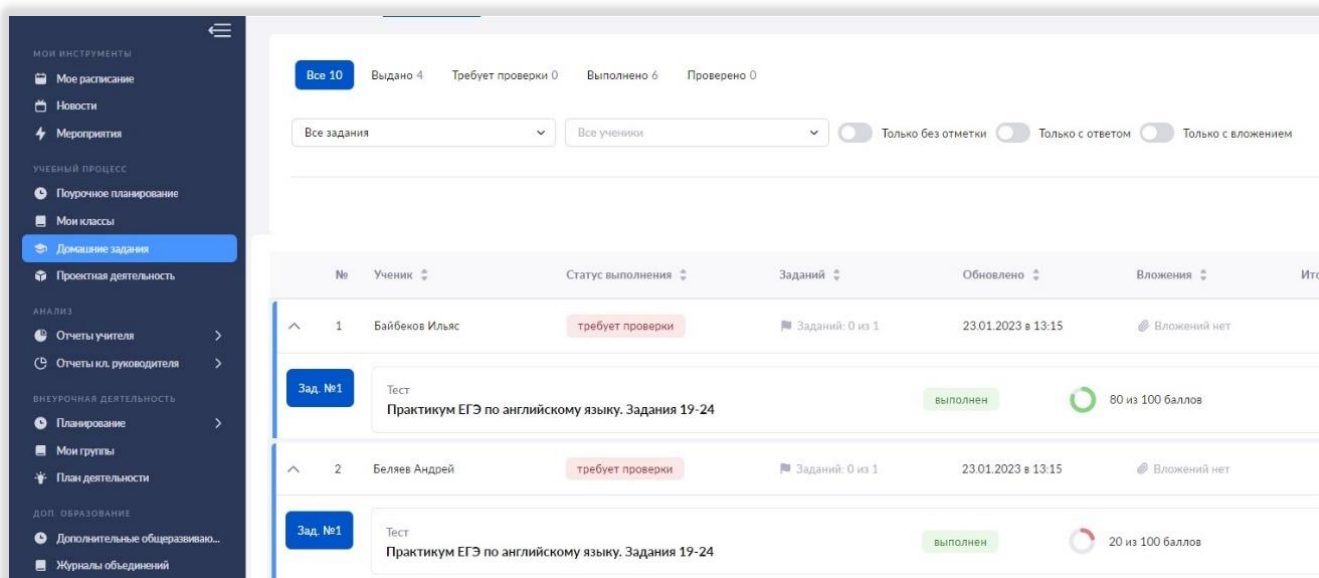 МОИ ИНСТРУМЕНТЫ
Мое расписание
Новости
Мероприятия
УЧЕБНЫЙ ПРОЦЕСС
Поурочное планирование
Мои классы
Домашние задания
Проектная деятельность
АНАЛИЗ
Отчеты учителя
Отчеты кл. руководителя
ВНЕУРОЧНАЯ ДЕЯТЕЛЬНОСТЬ
Планирование
Мои группы
План деятельности
ДОП. ОБРАЗОВАНИЕ
Дополнительные общеразвиваю...
Журналы объединений
Все 10 Выдано 4 Требует проверки 0 Выполнено 6 Проверено 0
Все задания Все ученики Только без отметки Только с ответом Только с вложением
№ Ученик Статус выполнения Заданий Обновлено Вложения Ито
1 Байбеков Ильяс требует проверки Заданий: 0 из 1 23.01.2023 в 13:15 Вложений нет
Зад. №1 Тест
Практикум ЕГЭ по английскому языку. Задания 19-24 выполнен 80 из 100 баллов
2 Беляев Андрей требует проверки Заданий: 0 из 1 23.01.2023 в 13:15 Вложений нет
Зад. №1 Тест
Практикум ЕГЭ по английскому языку. Задания 19-24 выполнен 20 из 100 баллов